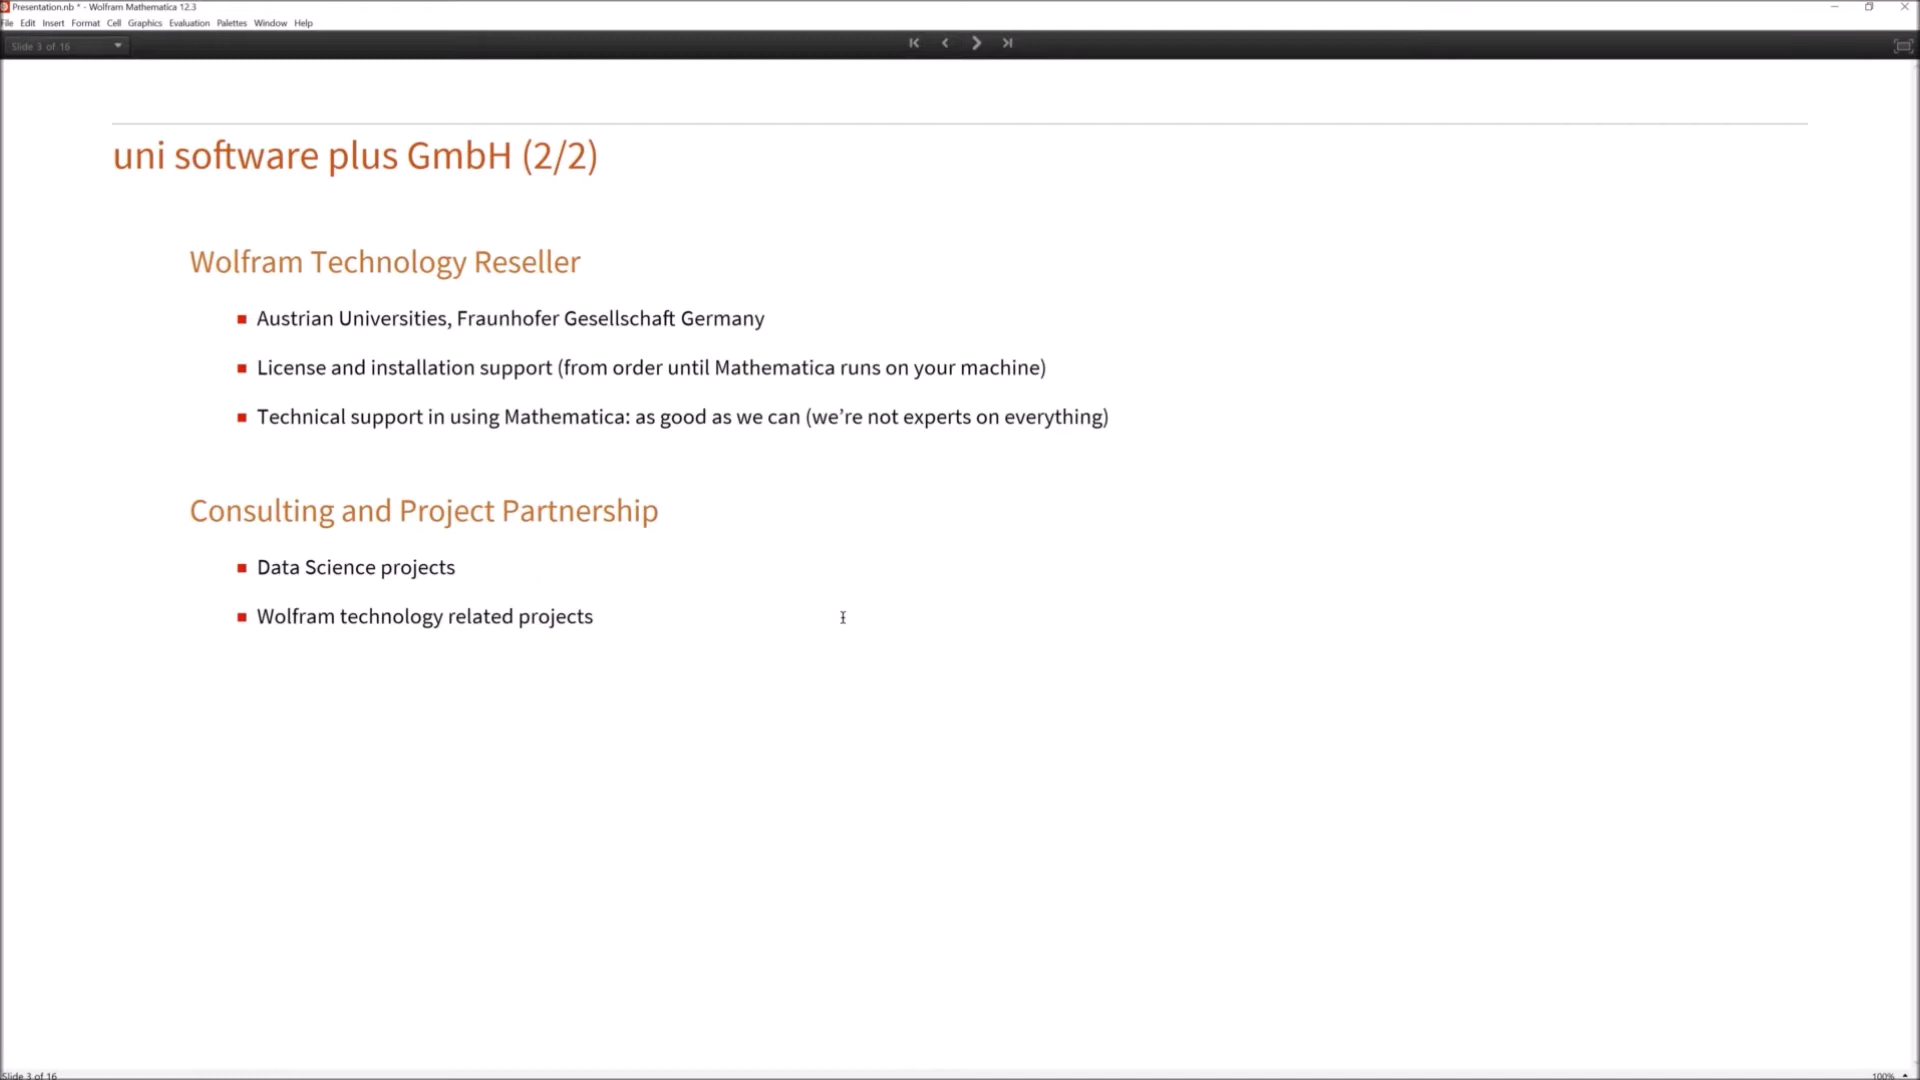 Presentation.nb * - Wolfram Mathematica 12.3
File Edit Insert Format Cell Graphics Evaluation Palettes Window Help
Slide 3 of 16
uni software plus GmbH (2/2)
Wolfram Technology Reseller
Austrian Universities, Fraunhofer Gesellschaft Germany
License and installation support (from order until Mathematica runs on your machine)
Technical support in using Mathematica: as good as we can (we’re not experts on everything)
Consulting and Project Partnership
Data Science projects
Wolfram technology related projects
Slide 3 of 16
100%